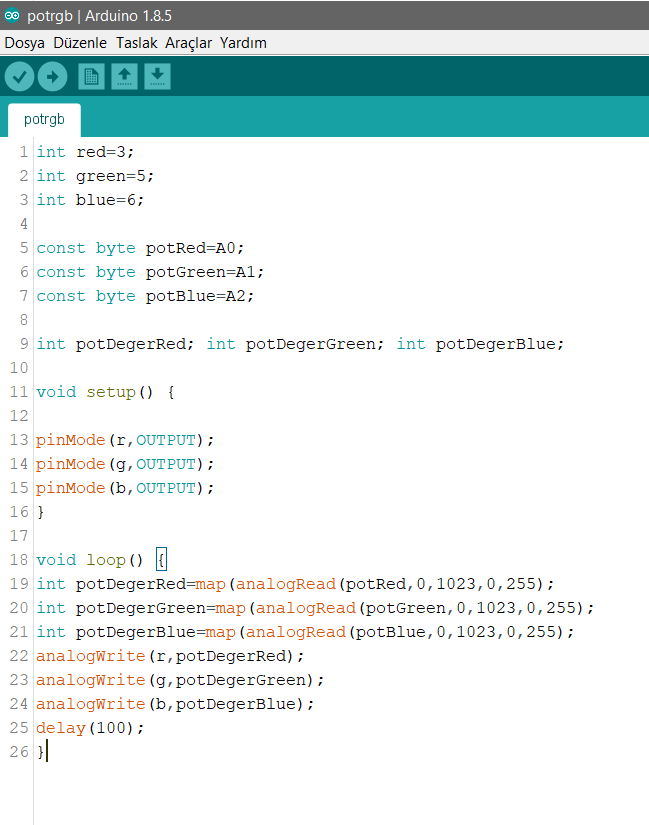 potrgb | Arduino 1.8.5
Dosya Düzenle Taslak Araçlar Yardım
potrgb
1 int red=3;
2 int green=5;
3 int blue=6;
4
5 const byte potRed=A0;
6 const byte potGreen=A1;
7 const byte potBlue=A2;
8
9 int potDegerRed; int potDegerGreen; int potDegerBlue;
10
11 void setup() {
12
13 pinMode(r,OUTPUT);
14 pinMode(g,OUTPUT);
15 pinMode(b,OUTPUT);
16 }
17
18 void loop() {
19 int potDegerRed=map(analogRead(potRed,0,1023,0,255);
20 int potDegerGreen=map(analogRead(potGreen,0,1023,0,255);
21 int potDegerBlue=map(analogRead(potBlue,0,1023,0,255);
22 analogWrite(r,potDegerRed);
23 analogWrite(g,potDegerGreen);
24 analogWrite(b,potDegerBlue);
25 delay(100);
26 }